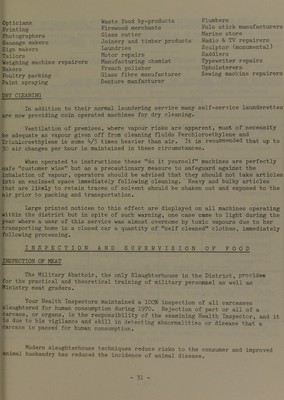 Opticians Waste food by-products Plumbers
Printing Firewood merchants Pole stick manufacturers
Photographers Glass cutter Marine store
Sausage makers Joinery and timber products Radio & TV repairers
Sign makers Laundries Sculptor (monumental)
Tailors Motor repairs Saddlers
Weighing machine repairers Manufacturing chemist Typewriter repairs
Bakers French polisher Upholsterers
Poultry packing Glass fibre manufacturer Sewing machine repairers
Paint spraying Denture manufacturer
DRY CLEANING
In addition to their normal laundering service many self-service launderettes
are now providing coin operated machines for dry cleaning.
Ventilation of premises, where vapour risks are apparent, must of necessity
be adequate as vapour given off from cleaning fluids Perchloroethylene and
Trichloroethylene is some 4/5 times heavier than air. It is recommended that up to
30 air changes per hour is maintained in these circumstances.
When operated to instructions these "do it yourself" machines are perfectly
safe "customer wise" but as a precautionary measure to safeguard against the
inhalation of vapour, operators should be advised that they should not take articles
into an enclosed space immediately following cleaning. Heavy and bulky articles
that are likely to retain traces of solvent should be shaken out and exposed to the
air prior to packing and transportation.
Large printed notices to this effect are displayed on all machines operating
within the district but in spite of such warning, one case came to light during the
year where a user of this service was almost overcome by toxic vapours due to her
transporting home in a closed car a quantity of "self cleaned" clothes, immediately
following processing.
INSPECTION AND SUPERVISION OF FOOD
INSPECTION OF MEAT
The Military Abattoir, the only Slaughterhouse in the District, provides
for the practical and theoretical training of military personnel as well as
Ministry meat graders.
Your Health Inspectors maintained a 100% inspection of all carcasses
slaughtered for human consumption during 1970. Rejection of part or all of a
carcass, or organs, is the responsibility of the examining Health Inspector, and it
is due to his vigilance and skill in detecting abnormalities or disease that a
carcass is passed for human consumption.
Modern slaughterhouse techniques reduce risks to the consumer and improved
animal husbandry has reduced the incidence of animal disease.
- 31 -